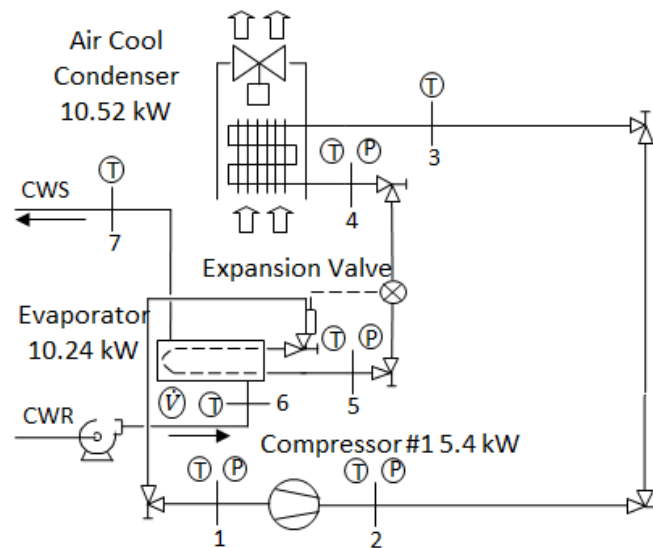 Air Cool
Condenser
10.52 kW
T
3
T P
4
CWS
T
7
Expansion Valve
Evaporator
10.24 kW
T P
5
V̇ T
6
CWR
Compressor #1 5.4 kW
T P
1
T P
2